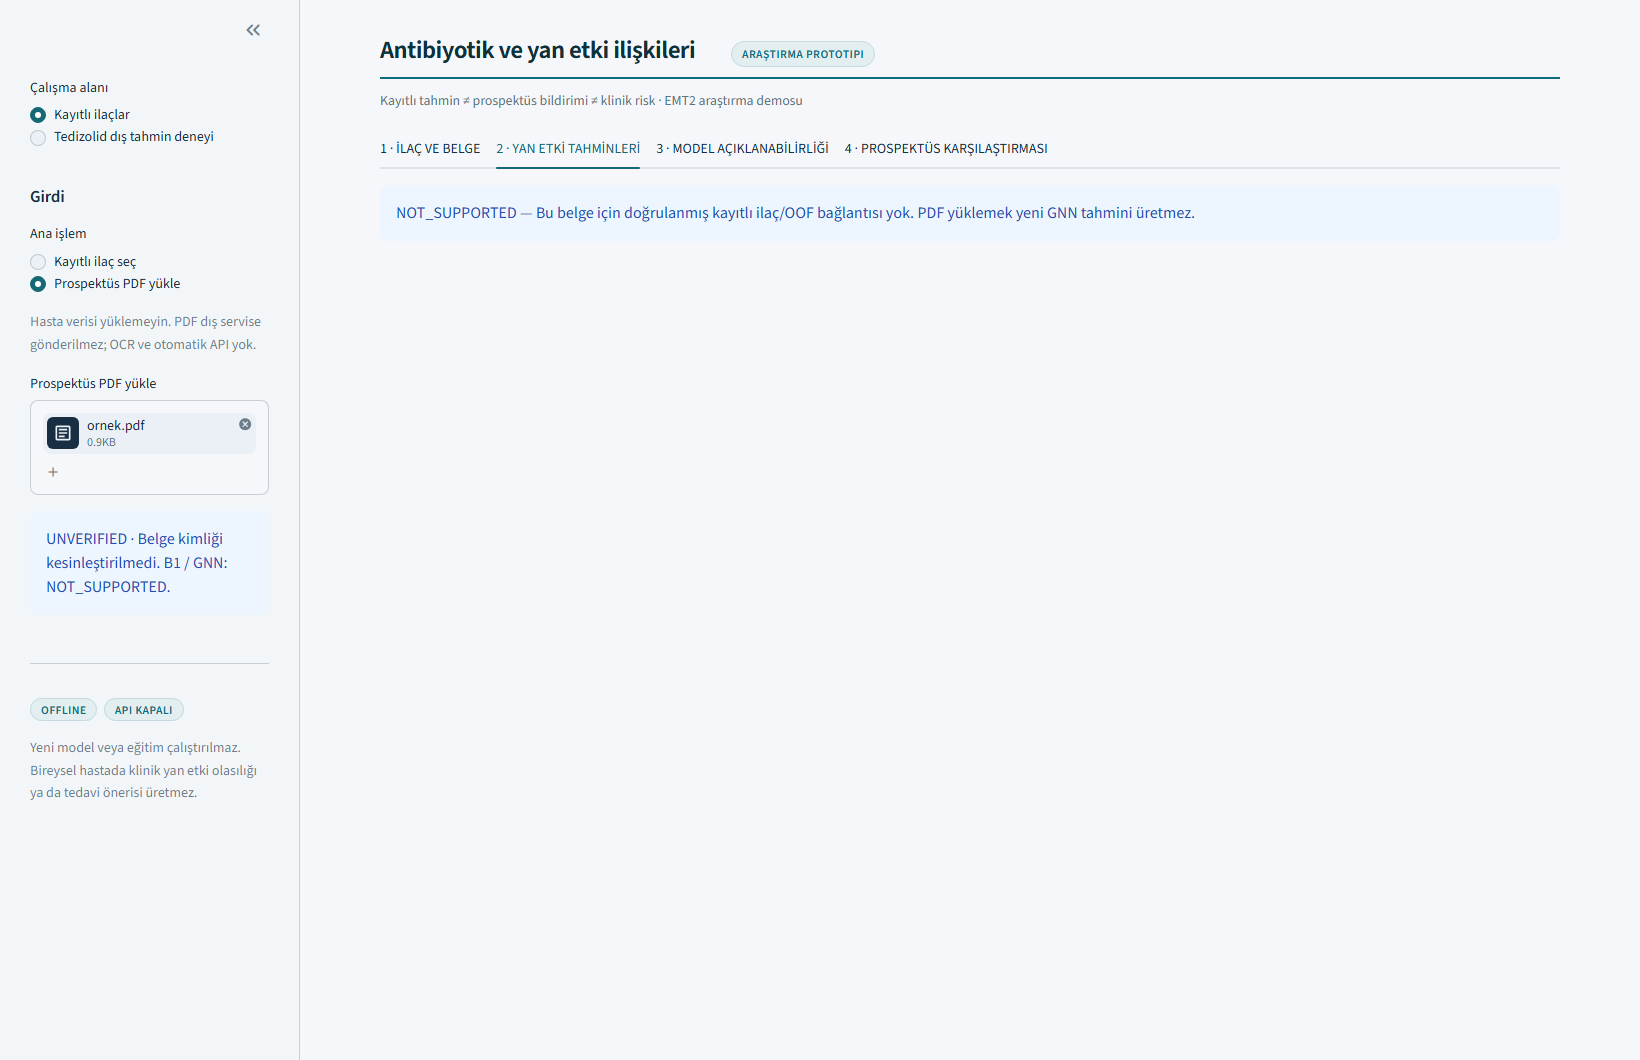 Çalışma alanı
Kayıtlı ilaçlar
Tedizolid dış tahmin deneyi
Girdi
Ana işlem
Kayıtlı ilaç seç
Prospektüs PDF yükle
Hasta verisi yüklemeyin. PDF dış servise
gönderilmez; OCR ve otomatik API yok.
Prospektüs PDF yükle
ornek.pdf
0.9KB
UNVERIFIED · Belge kimliği
kesinleştirilmedi. B1 / GNN:
NOT_SUPPORTED.
OFFLINE API KAPALI
Yeni model veya eğitim çalıştırılmaz.
Bireysel hastada klinik yan etki olasılığı
ya da tedavi önerisi üretmez.
Antibiyotik ve yan etki ilişkileri ARAŞTIRMA PROTOTIPI
Kayıtlı tahmin ≠ prospektüs bildirimi ≠ klinik risk · EMT2 araştırma demosu
1 · İLAÇ VE BELGE 2 · YAN ETKİ TAHMİNLERİ 3 · MODEL AÇIKLANABİLİRLİĞİ 4 · PROSPEKTÜS KARŞILAŞTIRMASI
NOT_SUPPORTED — Bu belge için doğrulanmış kayıtlı ilaç/OOF bağlantısı yok. PDF yüklemek yeni GNN tahmini üretmez.